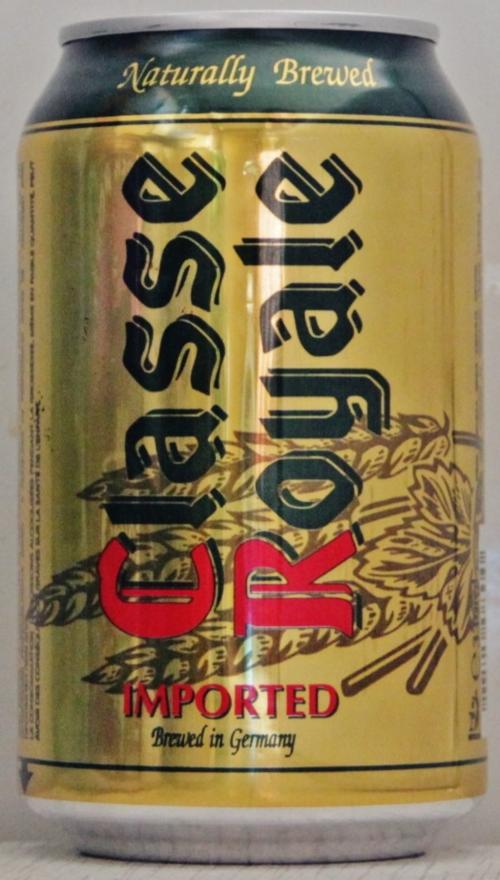 Naturally Brewed
Classe
Royale
IMPORTED
Brewed in Germany